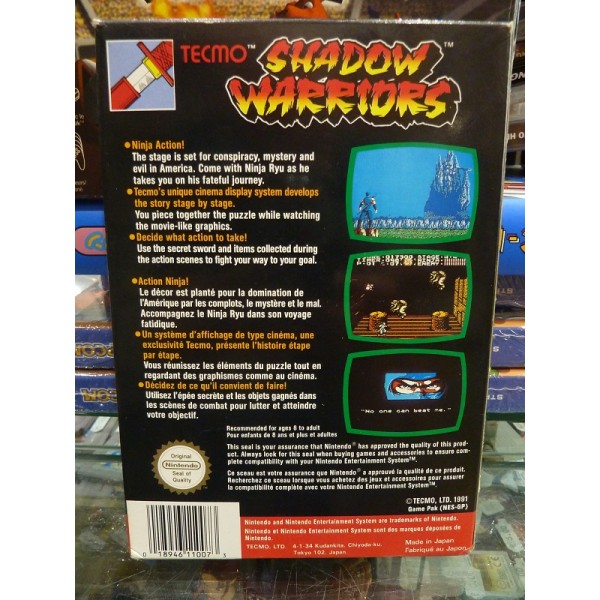 TECMO™ SHADOW WARRIORS™
• Ninja Action!
The stage is set for conspiracy, mystery and
evil in America. Come with Ninja Ryu as he
takes you on his fateful journey.
• Tecmo's unique cinema display system develops
the story stage by stage.
You piece together the puzzle while watching
the movie-like graphics.
• Decide what action to take!
Use the secret sword and items collected during
the action scenes to fight your way to your goal.
• Action Ninja!
Le décor est planté pour la domination de
l'Amérique par les complots, le mystère et le mal.
Accompagnez le Ninja Ryu dans son voyage
fatidique.
• Un système d'affichage de type cinéma, une
exclusivité Tecmo, présente l'histoire étape
par étape.
Vous réunissez les éléments du puzzle tout en
regardant des graphismes comme au cinéma.
• Décidez de ce qu'il convient de faire!
Utilisez l'épée secrète et les objets gagnés dans
les scènes de combat pour lutter et atteindre
votre objectif.
"No one can beat me."
Recommended for ages 8 to adult
Pour enfants de 8 ans et plus et adultes
This seal is your assurance that Nintendo® has approved the quality of this prod-
uct. Always look for this seal when buying games and accessories to ensure com-
plete compatibility with your Nintendo Entertainment System™.
Ce sceau est votre assurance que Nintendo® a approuvé la qualité de ce produit.
Recherchez ce sceau lorsque vous achetez des jeux et accessoires pour assurer
la compatibilité complète avec votre Nintendo Entertainment System™.
Original
Nintendo
Seal of
Quality
©TECMO, LTD. 1991
Game Pak (NES-GP)
Nintendo and Nintendo Entertainment System are trademarks of Nintendo.
Nintendo et Nintendo Entertainment System sont des marques déposées de
Nintendo.
TECMO, LTD. 4-1-34 Kudankita, Chiyoda-ku,
Tokyo 102, Japan
Made in Japan
Fabriqué au Japon
0 18946 11007 3